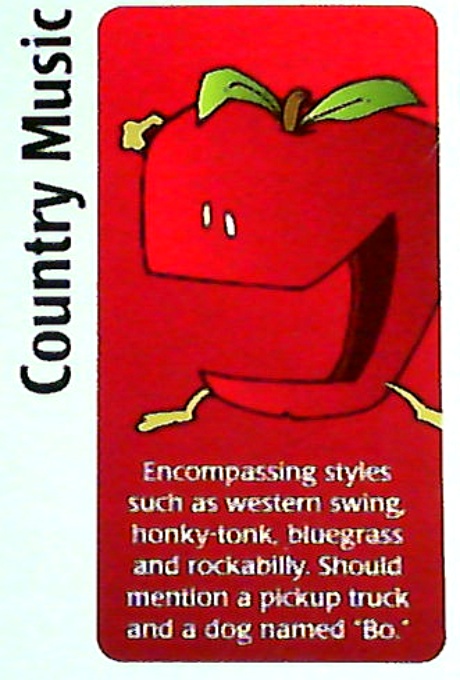 Country Music
Encompassing styles
such as western swing,
honky-tonk, bluegrass
and rockabilly. Should
mention a pickup truck
and a dog named "Bo."